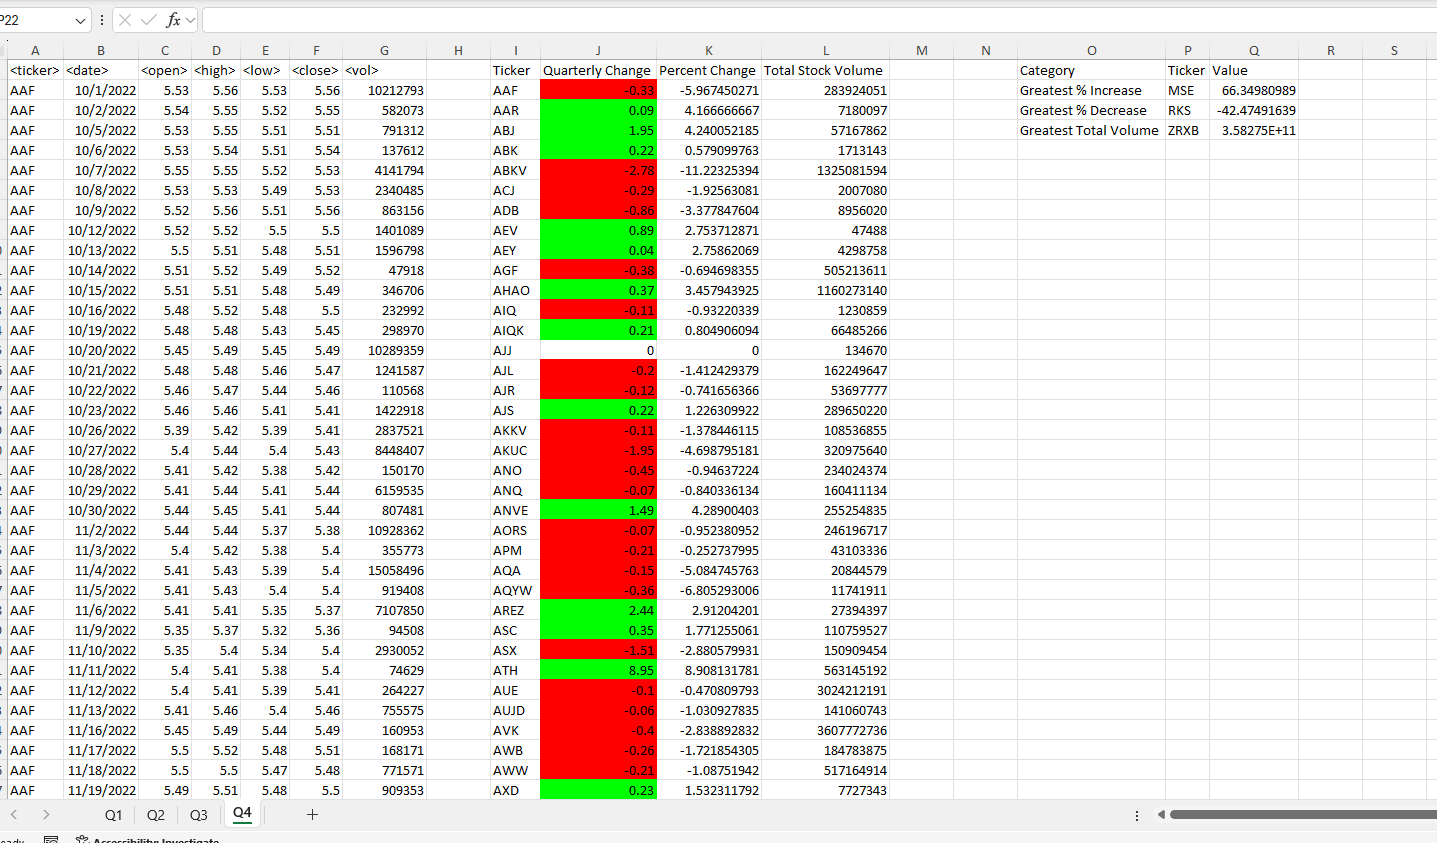 P22 fx
A B C D E F G H I J K L M N O P Q R S
<ticker> <date> <open> <high> <low> <close> <vol> Ticker Quarterly Change Percent Change Total Stock Volume Category Ticker Value
AAF 10/1/2022 5.53 5.56 5.53 5.56 10212793 AAF -0.33 -5.967450271 283924051 Greatest % Increase MSE 66.34980989
AAF 10/2/2022 5.54 5.55 5.52 5.55 582073 AAR 0.09 4.166666667 7180097 Greatest % Decrease RKS -42.47491639
AAF 10/5/2022 5.53 5.55 5.51 5.51 791312 ABJ 1.95 4.240052185 57167862 Greatest Total Volume ZRXB 3.58275E+11
AAF 10/6/2022 5.53 5.54 5.51 5.54 137612 ABK 0.22 0.579099763 1713143
AAF 10/7/2022 5.55 5.55 5.52 5.53 4141794 ABKV -2.78 -11.22325394 1325081594
AAF 10/8/2022 5.53 5.53 5.49 5.53 2340485 ACJ -0.29 -1.92563081 2007080
AAF 10/9/2022 5.52 5.56 5.51 5.56 863156 ADB -0.86 -3.377847604 8956020
AAF 10/12/2022 5.52 5.52 5.5 5.5 1401089 AEV 0.89 2.753712871 47488
AAF 10/13/2022 5.5 5.51 5.48 5.51 1596798 AEY 0.04 2.75862069 4298758
AAF 10/14/2022 5.51 5.52 5.49 5.52 47918 AGF -0.38 -0.694698355 505213611
AAF 10/15/2022 5.51 5.51 5.48 5.49 346706 AHAO 0.37 3.457943925 1160273140
AAF 10/16/2022 5.48 5.52 5.48 5.5 232992 AIQ -0.11 -0.93220339 1230859
AAF 10/19/2022 5.48 5.48 5.43 5.45 298970 AIQK 0.21 0.804906094 66485266
AAF 10/20/2022 5.45 5.49 5.45 5.49 10289359 AJJ 0 0 134670
AAF 10/21/2022 5.48 5.48 5.46 5.47 1241587 AJL -0.2 -1.412429379 162249647
AAF 10/22/2022 5.46 5.47 5.44 5.46 110568 AJR -0.12 -0.741656366 53697777
AAF 10/23/2022 5.46 5.46 5.41 5.41 1422918 AJS 0.22 1.226309922 289650220
AAF 10/26/2022 5.39 5.42 5.39 5.41 2837521 AKKV -0.11 -1.378446115 108536855
AAF 10/27/2022 5.4 5.44 5.4 5.43 8448407 AKUC -1.95 -4.698795181 320975640
AAF 10/28/2022 5.41 5.42 5.38 5.42 150170 ANO -0.45 -0.94637224 234024374
AAF 10/29/2022 5.41 5.44 5.41 5.44 6159535 ANQ -0.07 -0.840336134 160411134
AAF 10/30/2022 5.44 5.45 5.41 5.44 807481 ANVE 1.49 4.28900403 255254835
AAF 11/2/2022 5.44 5.44 5.37 5.38 10928362 AORS -0.07 -0.952380952 246196717
AAF 11/3/2022 5.4 5.42 5.38 5.4 355773 APM -0.21 -0.252737995 43103336
AAF 11/4/2022 5.41 5.43 5.39 5.4 15058496 AQA -0.15 -5.084745763 20844579
AAF 11/5/2022 5.41 5.43 5.4 5.4 919408 AQYW -0.36 -6.805293006 11741911
AAF 11/6/2022 5.41 5.41 5.35 5.37 7107850 AREZ 2.44 2.91204201 27394397
AAF 11/9/2022 5.35 5.37 5.32 5.36 94508 ASC 0.35 1.771255061 110759527
AAF 11/10/2022 5.35 5.4 5.34 5.4 2930052 ASX -1.51 -2.880579931 150909454
AAF 11/11/2022 5.4 5.41 5.38 5.4 74629 ATH 8.95 8.908131781 563145192
AAF 11/12/2022 5.4 5.41 5.39 5.41 264227 AUE -0.1 -0.470809793 3024212191
AAF 11/13/2022 5.41 5.46 5.4 5.46 755575 AUJD -0.06 -1.030927835 141060743
AAF 11/16/2022 5.45 5.49 5.44 5.49 160953 AVK -0.4 -2.838892832 3607772736
AAF 11/17/2022 5.5 5.52 5.48 5.51 168171 AWB -0.26 -1.721854305 184783875
AAF 11/18/2022 5.5 5.5 5.47 5.48 771571 AWW -0.21 -1.08751942 517164914
AAF 11/19/2022 5.49 5.51 5.48 5.5 909353 AXD 0.23 1.532311792 7727343
Q1 Q2 Q3 Q4
Accessibility: Investigate